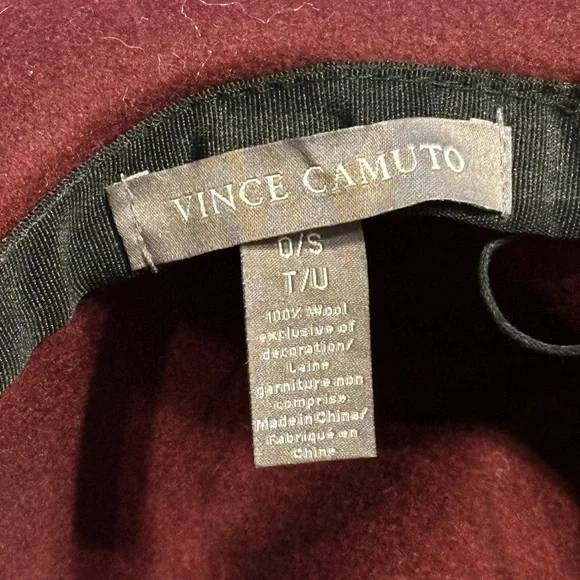 VINCE CAMUTO
O/S
T/U
100% Wool
exclusive of
decoration/
Laine
garniture non
comprise
Made in China/
Fabriqué en
Chine